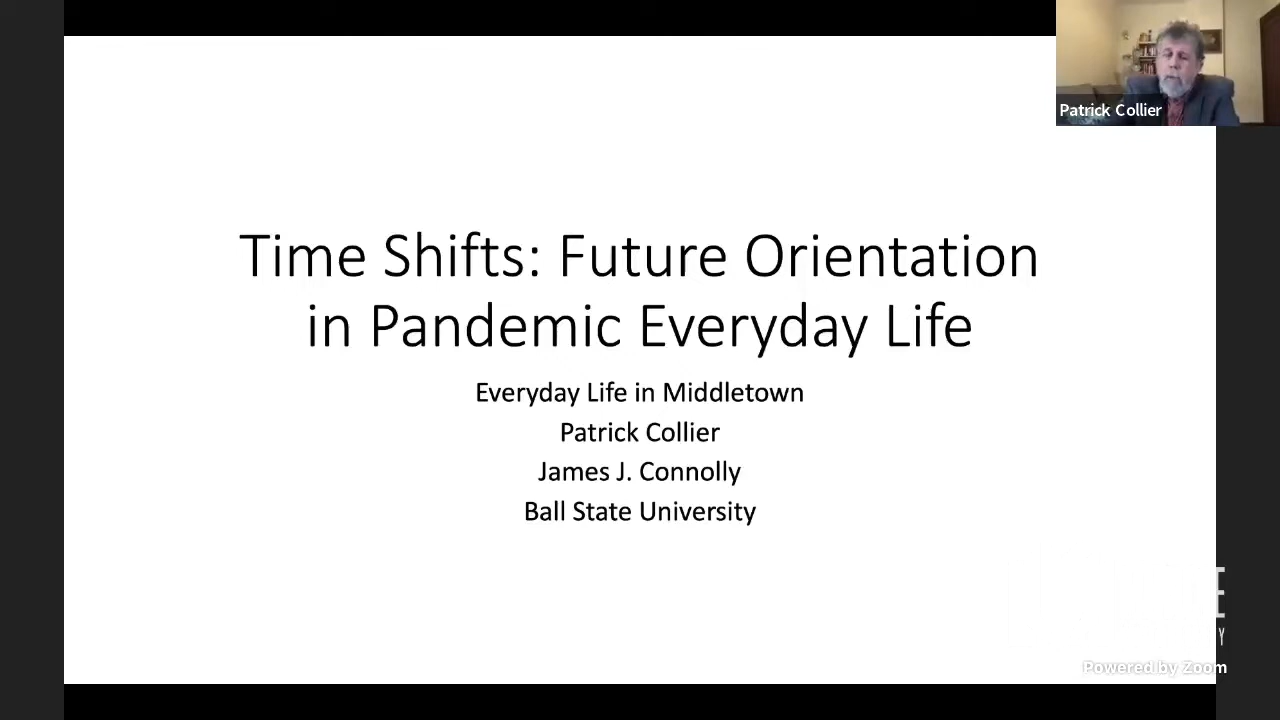 Patrick Collier
Time Shifts: Future Orientation
in Pandemic Everyday Life
Everyday Life in Middletown
Patrick Collier
James J. Connolly
Ball State University
E
Y
Powered by Zoom